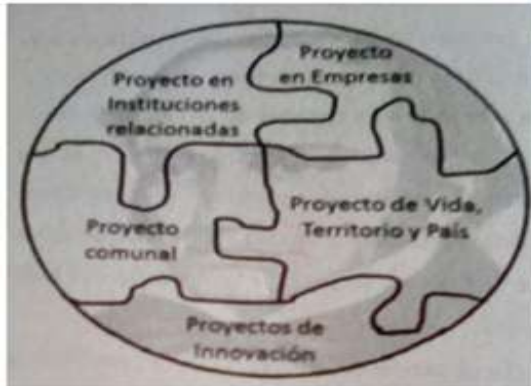 Proyecto
en Empresas
Proyecto en
Instituciones
relacionadas
Proyecto
comunal
Proyecto de Vida,
Territorio y País
Proyectos de
Innovación